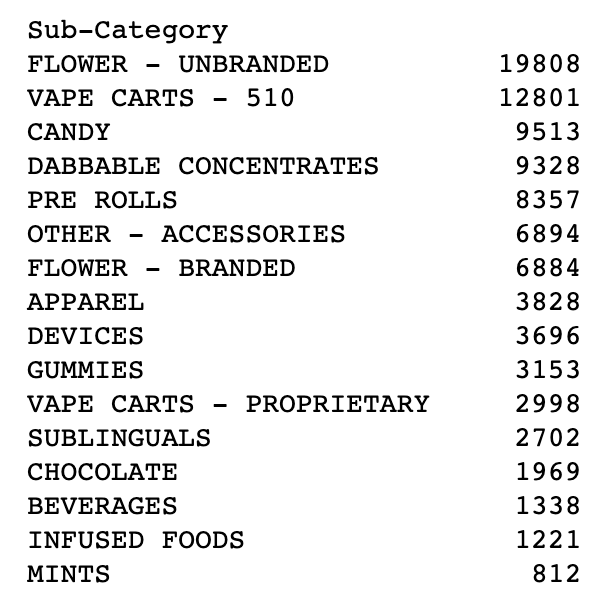 Sub-Category
FLOWER - UNBRANDED 19808
VAPE CARTS - 510 12801
CANDY 9513
DABBABLE CONCENTRATES 9328
PRE ROLLS 8357
OTHER - ACCESSORIES 6894
FLOWER - BRANDED 6884
APPAREL 3828
DEVICES 3696
GUMMIES 3153
VAPE CARTS - PROPRIETARY 2998
SUBLINGUALS 2702
CHOCOLATE 1969
BEVERAGES 1338
INFUSED FOODS 1221
MINTS 812